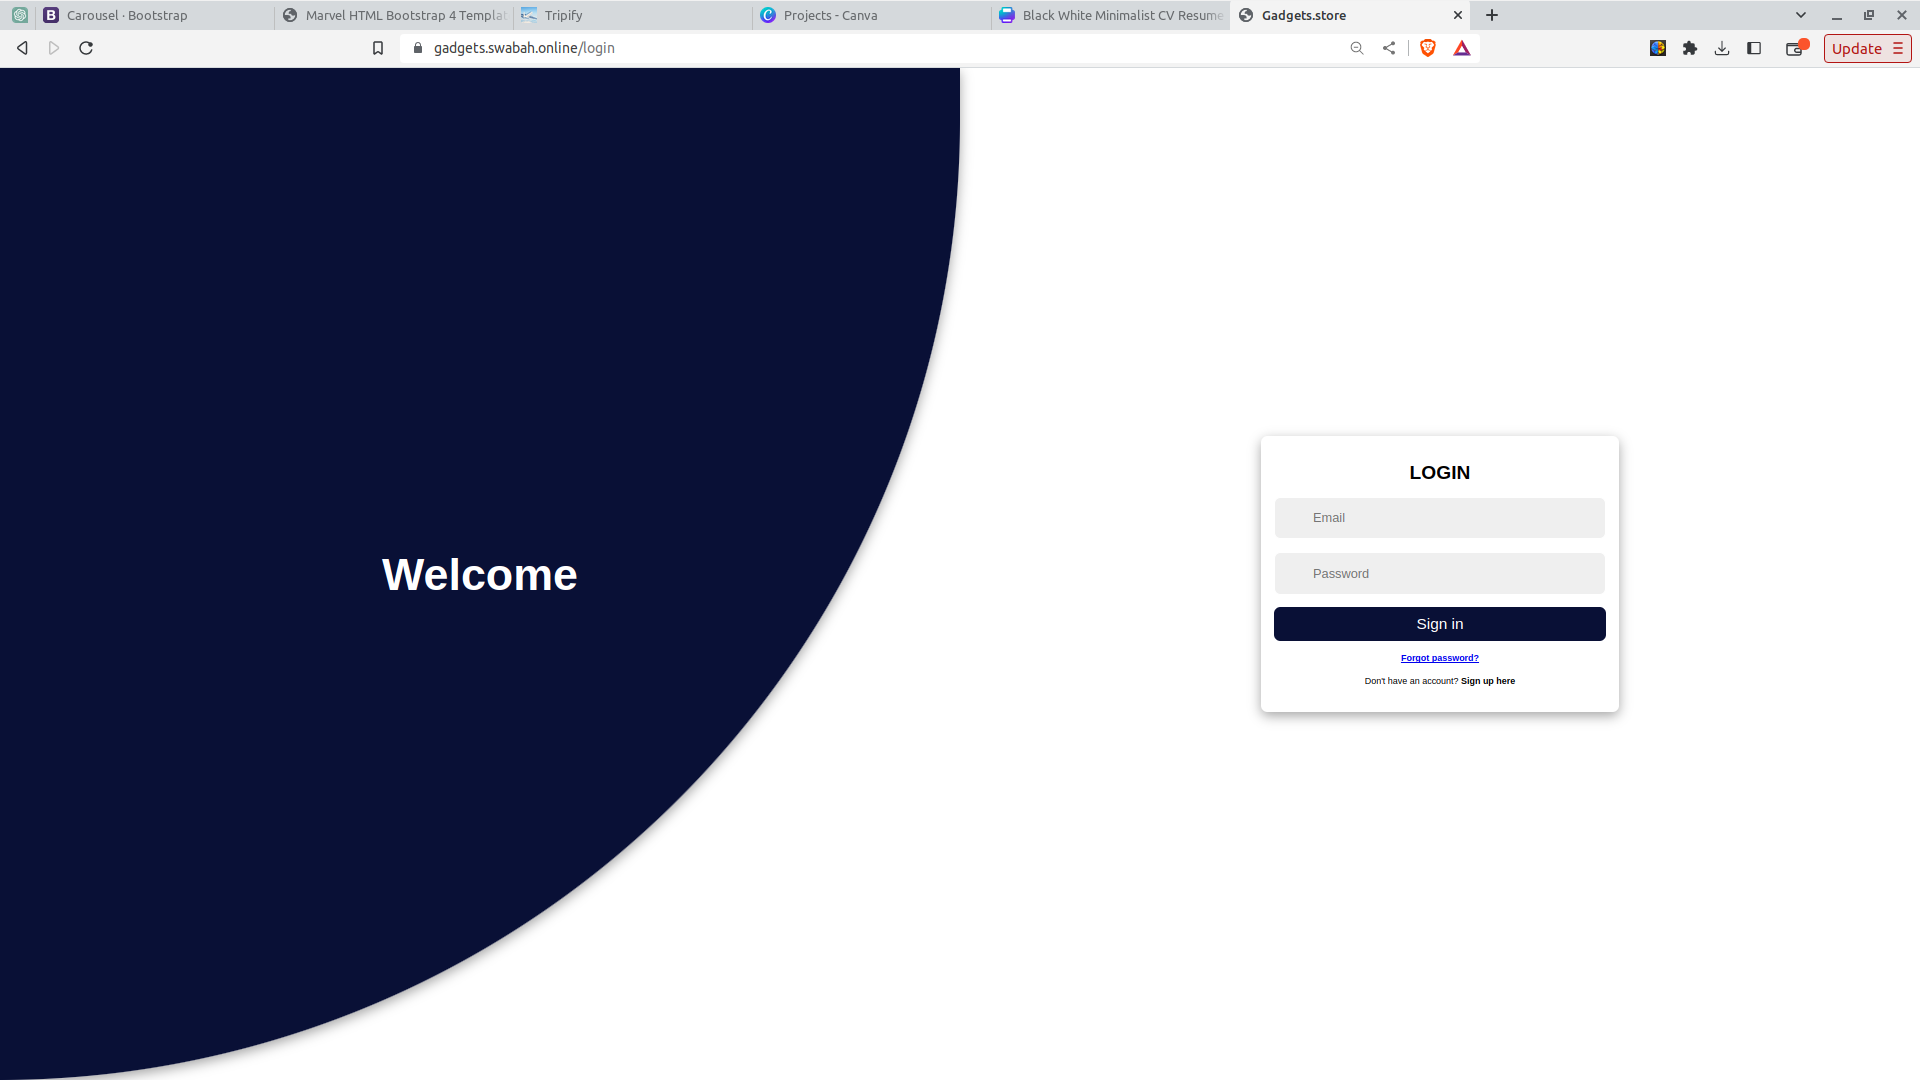 Carousel · Bootstrap
Marvel HTML Bootstrap 4 Templat
Tripify
Projects - Canva
Black White Minimalist CV Resume
Gadgets.store
gadgets.swabah.online/login
Update
Welcome
LOGIN
Email
Password
Sign in
Forgot password?
Don't have an account? Sign up here